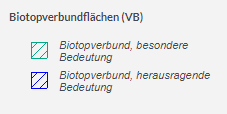 Biotopverbundflächen (VB)
Biotopverbund, besondere
Bedeutung
Biotopverbund, herausragende
Bedeutung